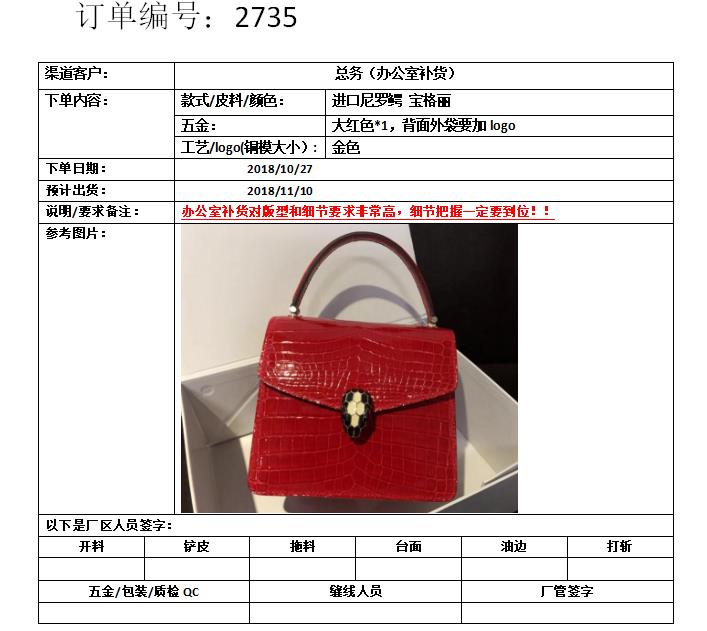 订单编号：2735
渠道客户： 总务（办公室补货）
下单内容： 款式/皮料/颜色： 进口尼罗鳄 宝格丽
五金： 大红色*1，背面外袋要加 logo
工艺/logo(铜模大小）： 金色
下单日期： 2018/10/27
预计出货： 2018/11/10
说明/要求备注： 办公室补货对版型和细节要求非常高，细节把握一定要到位！！
参考图片：
以下是厂区人员签字：
开料 铲皮 拖料 台面 油边 打斩
五金/包装/质检 QC 缝线人员 厂管签字